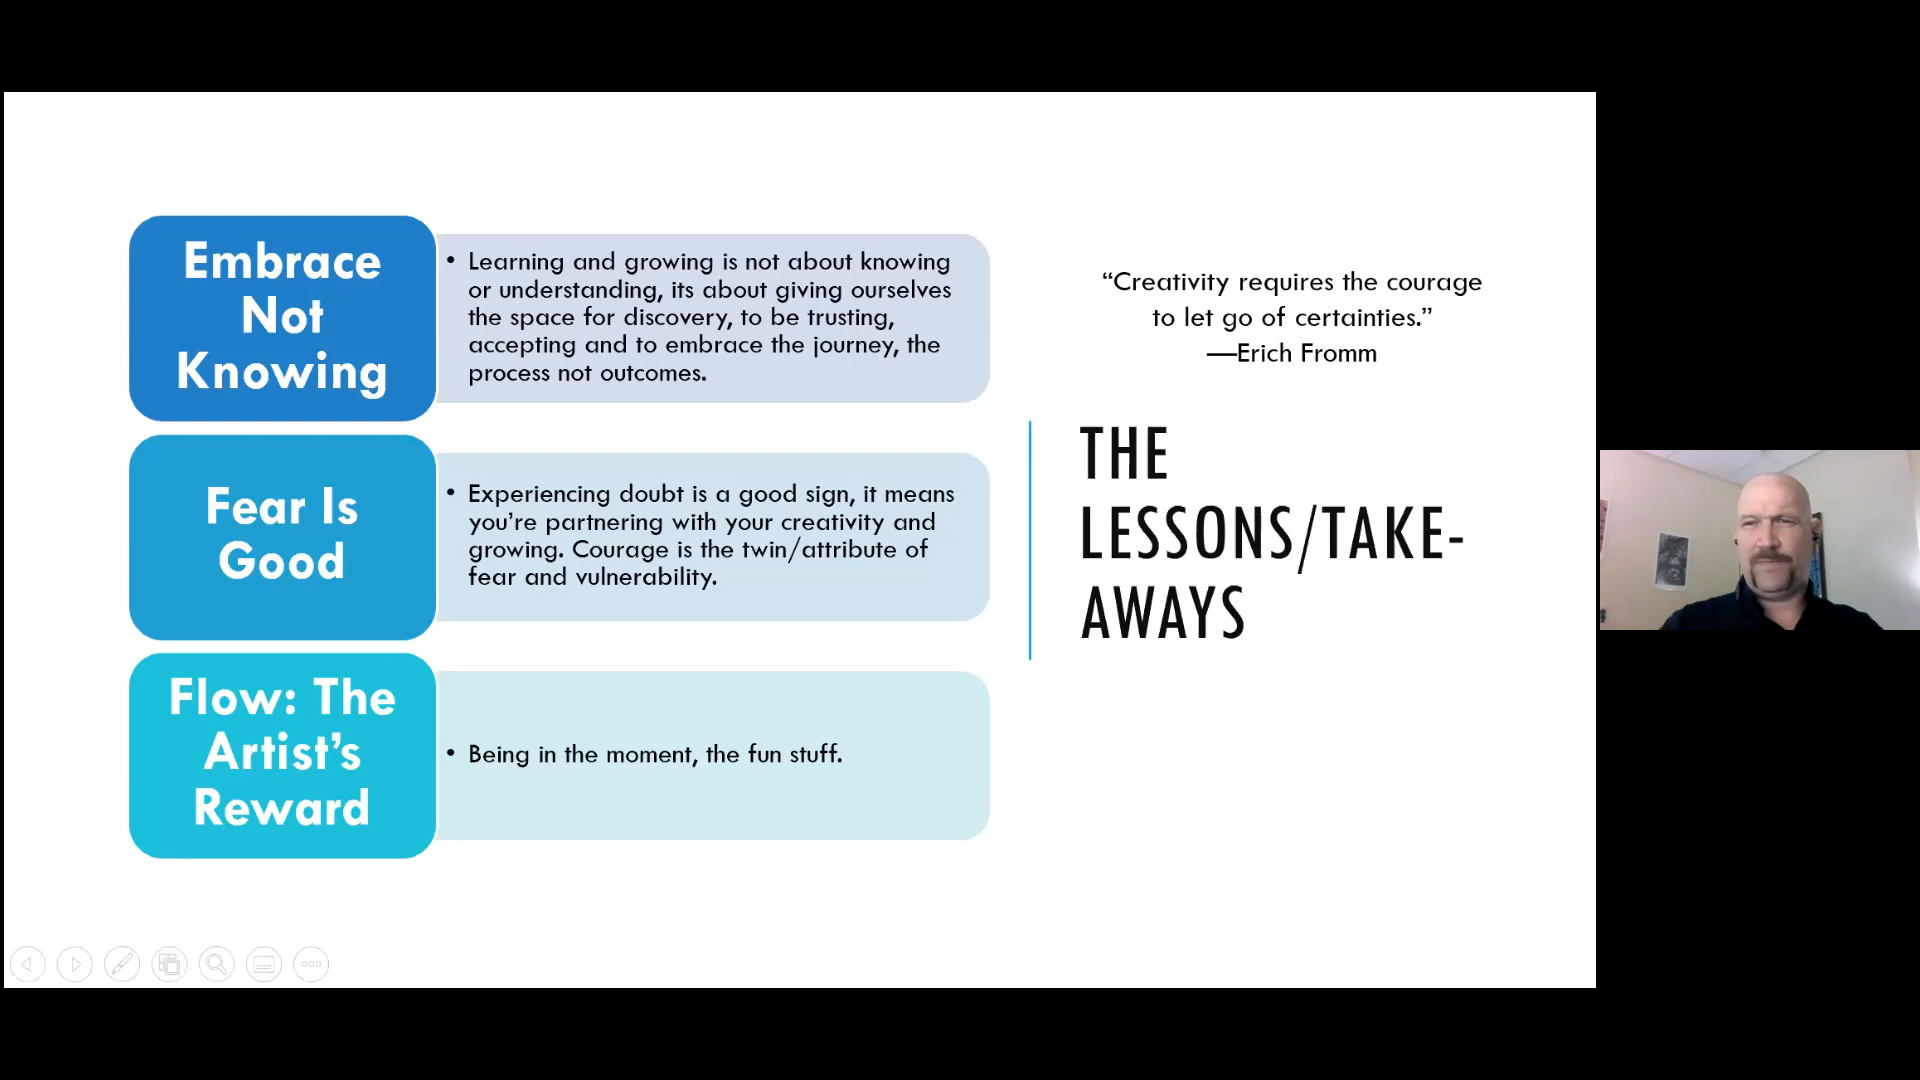 Embrace
Not
Knowing
• Learning and growing is not about knowing
or understanding, its about giving ourselves
the space for discovery, to be trusting,
accepting and to embrace the journey, the
process not outcomes.
Fear Is
Good
• Experiencing doubt is a good sign, it means
you’re partnering with your creativity and
growing. Courage is the twin/attribute of
fear and vulnerability.
Flow: The
Artist’s
Reward
• Being in the moment, the fun stuff.
“Creativity requires the courage
to let go of certainties.”
—Erich Fromm
THE
LESSONS/TAKE-
AWAYS